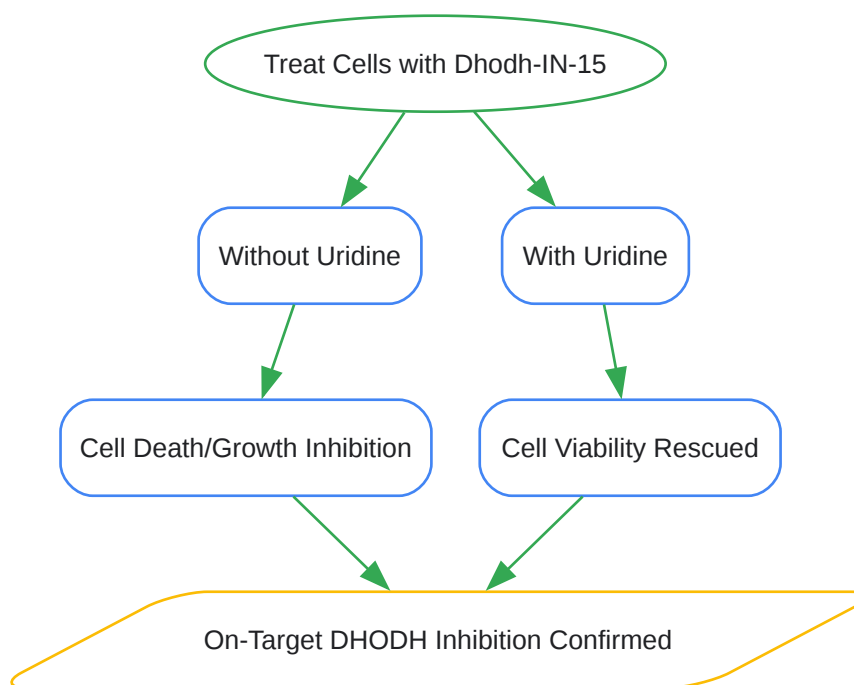 Treat Cells with Dhodh-IN-15
Without Uridine
With Uridine
Cell Death/Growth Inhibition
Cell Viability Rescued
On-Target DHODH Inhibition Confirmed